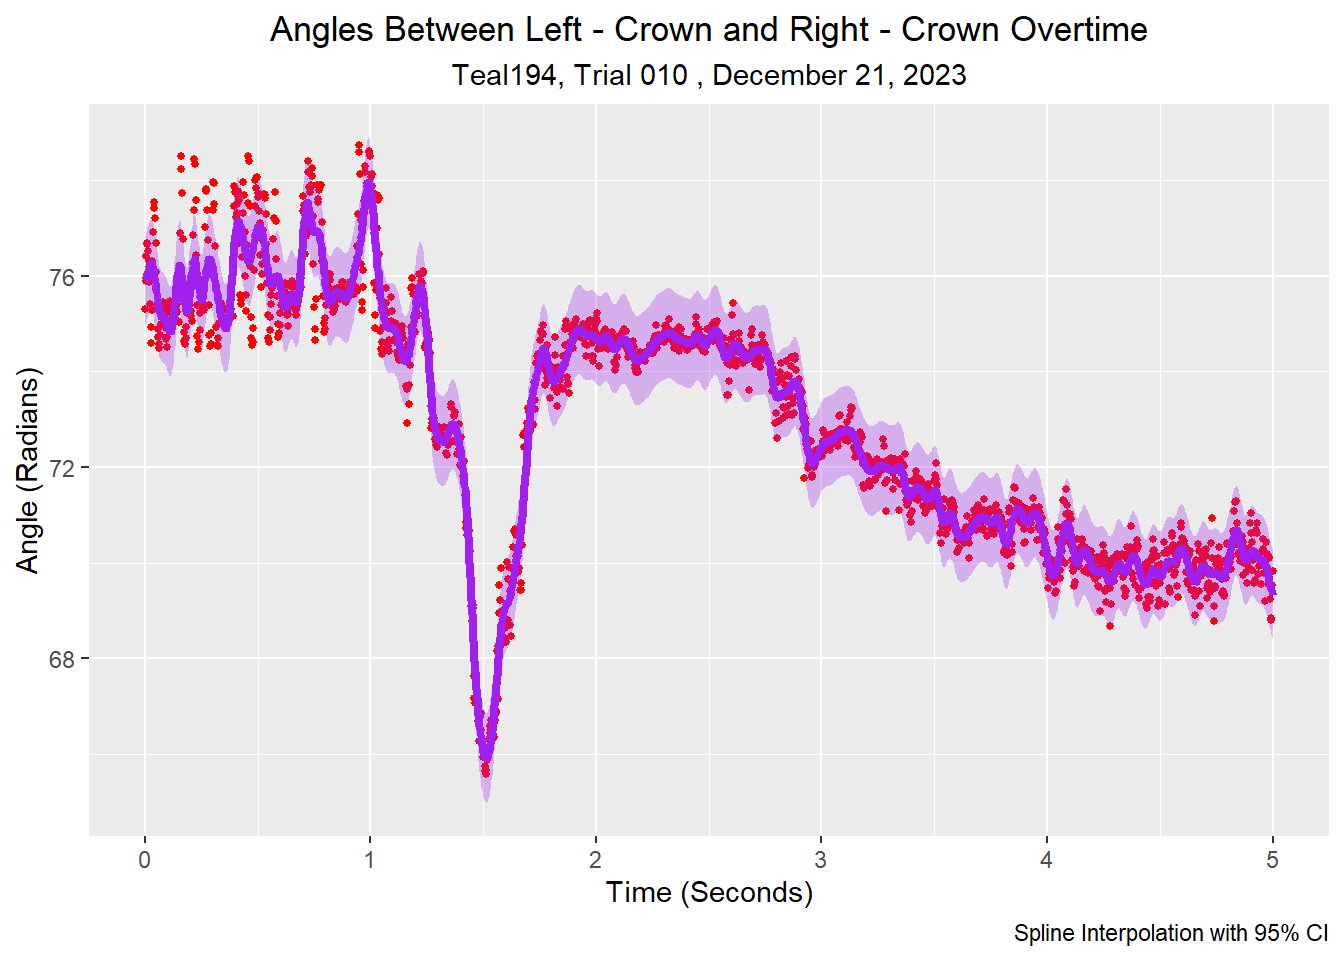 Angles Between Left - Crown and Right - Crown Overtime
Teal194, Trial 010 , December 21, 2023
Angle (Radians)
76
72
68
0 1 2 3 4 5
Time (Seconds)
Spline Interpolation with 95% CI